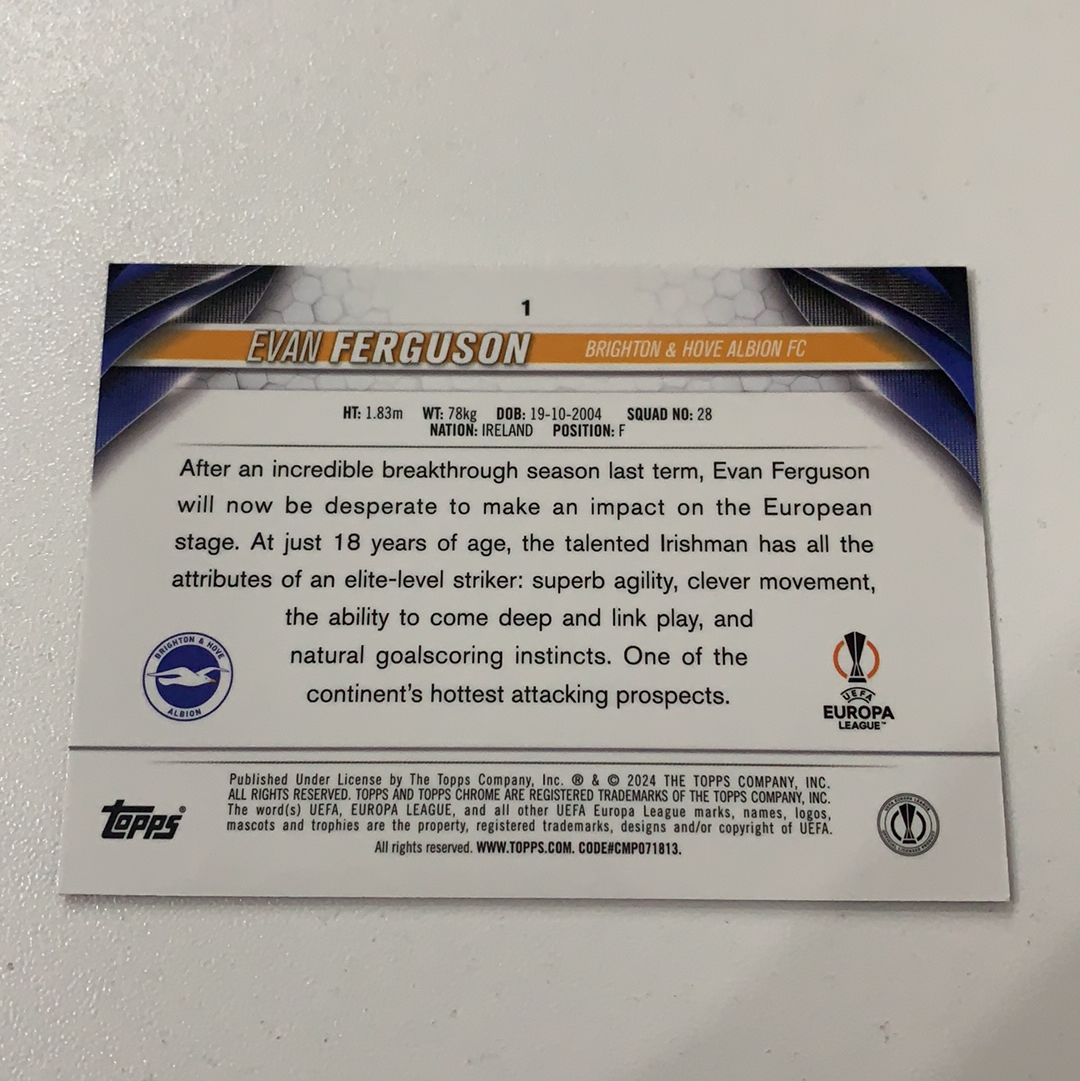 1
EVAN FERGUSON BRIGHTON & HOVE ALBION FC
HT: 1.83m WT: 78kg DOB: 19-10-2004 SQUAD NO: 28
NATION: IRELAND POSITION: F
After an incredible breakthrough season last term, Evan Ferguson
will now be desperate to make an impact on the European
stage. At just 18 years of age, the talented Irishman has all the
attributes of an elite-level striker: superb agility, clever movement,
the ability to come deep and link play, and
natural goalscoring instincts. One of the
continent's hottest attacking prospects.
BRIGHTON & HOVE
ALBION
UEFA
EUROPA
LEAGUE™
Published Under License by The Topps Company, Inc. ® & © 2024 THE TOPPS COMPANY, INC.
ALL RIGHTS RESERVED. TOPPS AND TOPPS CHROME ARE REGISTERED TRADEMARKS OF THE TOPPS COMPANY, INC.
The word(s) UEFA, EUROPA LEAGUE, and all other UEFA Europa League marks, names, logos,
mascots and trophies are the property, registered trademarks, designs and/or copyright of UEFA.
All rights reserved. WWW.TOPPS.COM. CODE#CMP071813.
Topps®